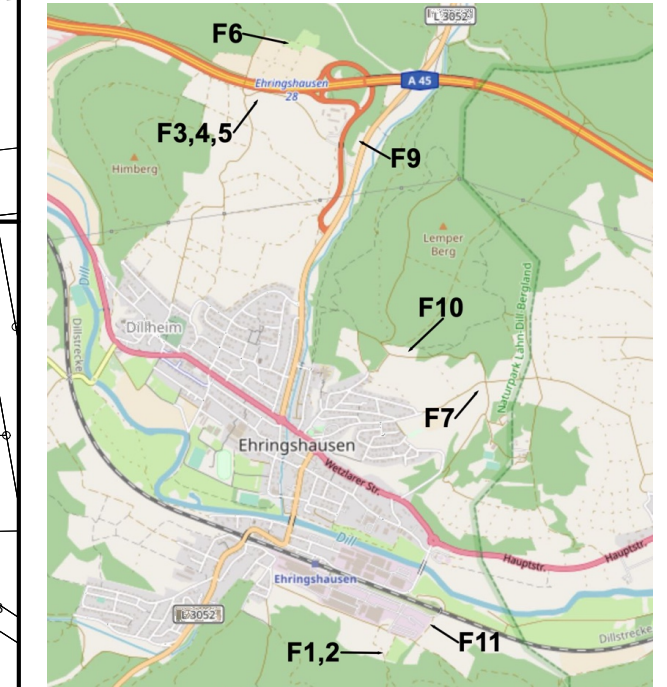 L 3052
F6
Ehringshausen
28
A 45
F3,4,5
F9
Himberg
Lemper
Berg
Dill
Naturpark Lahn-Dill-Bergland
F10
Dillheim
Dillstrecke
F7
Ehringshausen
Wetzlarer Str.
Dill
Hauptstr.
Hauptstr.
Ehringshausen
L 3052
Dillstrecke
F11
F1,2